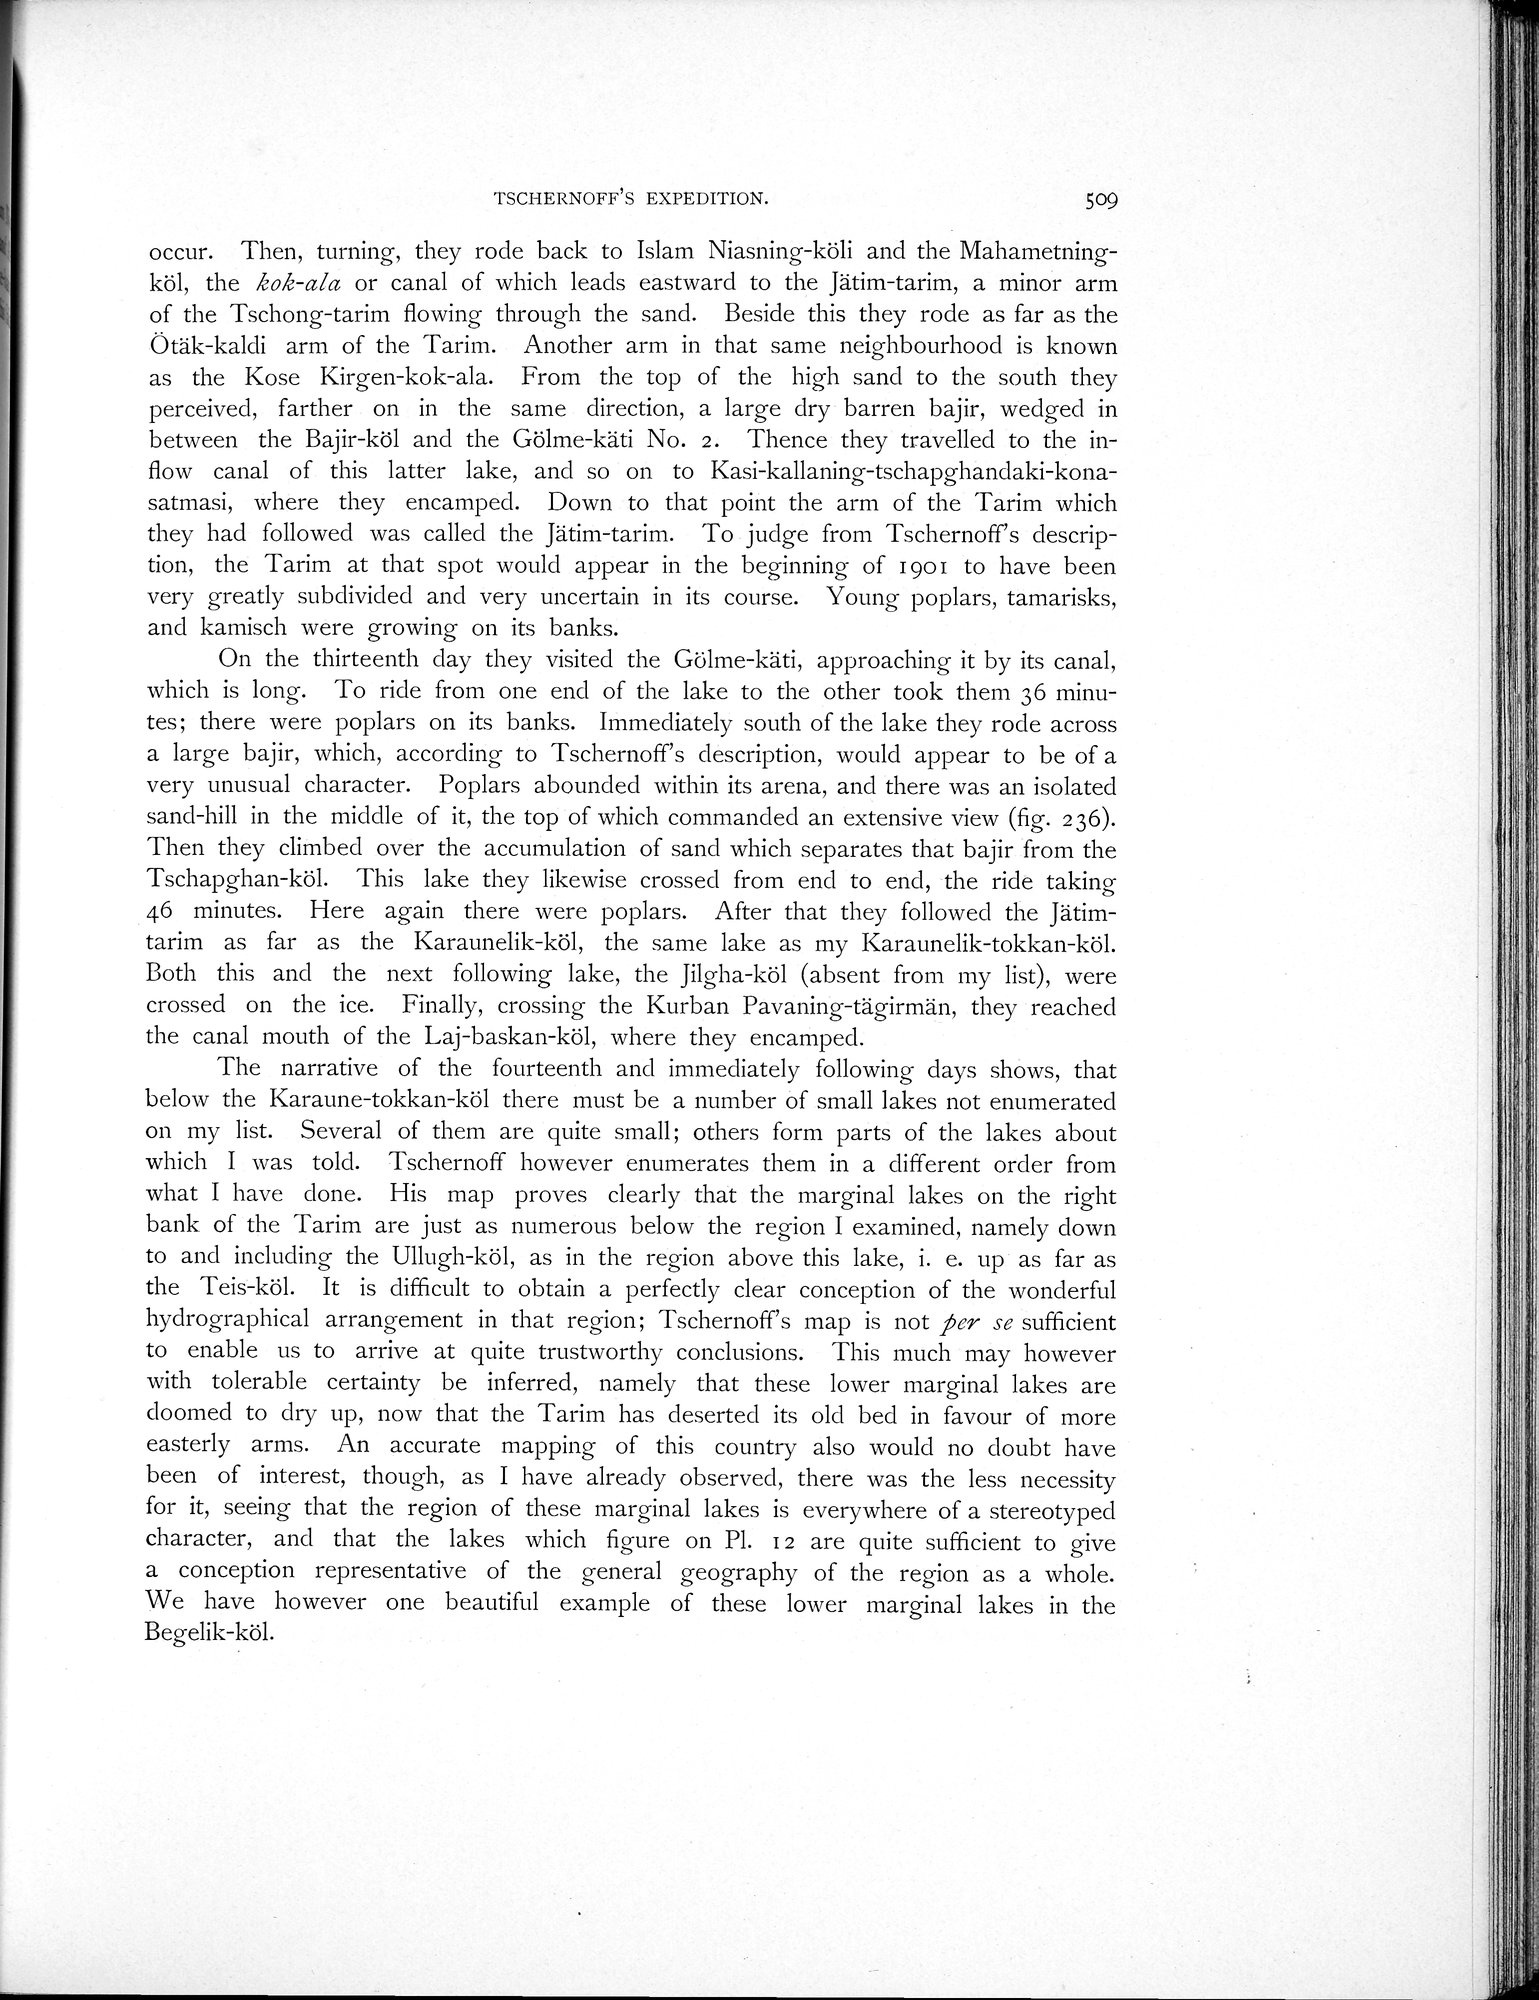 TSCHERNOFF'S EXPEDITION. 509
occur. Then, turning, they rode back to Islam Niasning-köli and the Mahametning-
köl, the kok-ala or canal of which leads eastward to the Jätim-tarim, a minor arm
of the Tschong-tarim flowing through the sand. Beside this they rode as far as the
Ötäk-kaldi arm of the Tarim. Another arm in that same neighbourhood is known
as the Kose Kirgen-kok-ala. From the top of the high sand to the south they
perceived, farther on in the same direction, a large dry barren bajir, wedged in
between the Bajir-köl and the Gölme-käti No. 2. Thence they travelled to the in-
flow canal of this latter lake, and so on to Kasi-kallaning-tschapghandaki-kona-
satmasi, where they encamped. Down to that point the arm of the Tarim which
they had followed was called the Jätim-tarim. To judge from Tschernoff's descrip-
tion, the Tarim at that spot would appear in the beginning of 1901 to have been
very greatly subdivided and very uncertain in its course. Young poplars, tamarisks,
and kamisch were growing on its banks.
On the thirteenth day they visited the Gölme-käti, approaching it by its canal,
which is long. To ride from one end of the lake to the other took them 36 minu-
tes; there were poplars on its banks. Immediately south of the lake they rode across
a large bajir, which, according to Tschernoff's description, would appear to be of a
very unusual character. Poplars abounded within its arena, and there was an isolated
sand-hill in the middle of it, the top of which commanded an extensive view (fig. 236).
Then they climbed over the accumulation of sand which separates that bajir from the
Tschapghan-köl. This lake they likewise crossed from end to end, the ride taking
46 minutes. Here again there were poplars. After that they followed the Jätim-
tarim as far as the Karaunelik-köl, the same lake as my Karaunelik-tokkan-köl.
Both this and the next following lake, the Jilgha-köl (absent from my list), were
crossed on the ice. Finally, crossing the Kurban Pavaning-tägirmän, they reached
the canal mouth of the Laj-baskan-köl, where they encamped.
The narrative of the fourteenth and immediately following days shows, that
below the Karaune-tokkan-köl there must be a number of small lakes not enumerated
on my list. Several of them are quite small; others form parts of the lakes about
which I was told. Tschernoff however enumerates them in a different order from
what I have done. His map proves clearly that the marginal lakes on the right
bank of the Tarim are just as numerous below the region I examined, namely down
to and including the Ullugh-köl, as in the region above this lake, i. e. up as far as
the Teis-köl. It is difficult to obtain a perfectly clear conception of the wonderful
hydrographical arrangement in that region; Tschernoff's map is not per se sufficient
to enable us to arrive at quite trustworthy conclusions. This much may however
with tolerable certainty be inferred, namely that these lower marginal lakes are
doomed to dry up, now that the Tarim has deserted its old bed in favour of more
easterly arms. An accurate mapping of this country also would no doubt have
been of interest, though, as I have already observed, there was the less necessity
for it, seeing that the region of these marginal lakes is everywhere of a stereotyped
character, and that the lakes which figure on Pl. 12 are quite sufficient to give
a conception representative of the general geography of the region as a whole.
We have however one beautiful example of these lower marginal lakes in the
Begelik-köl.